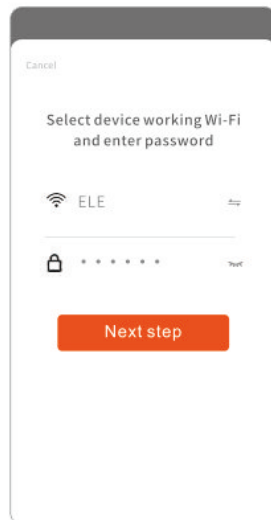 Cancel
Select device working Wi-Fi
and enter password
ELE
Next step